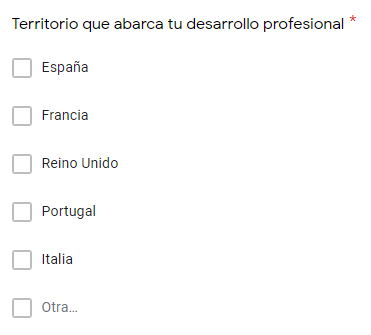 Territorio que abarca tu desarrollo profesional *
España
Francia
Reino Unido
Portugal
Italia
Otra...